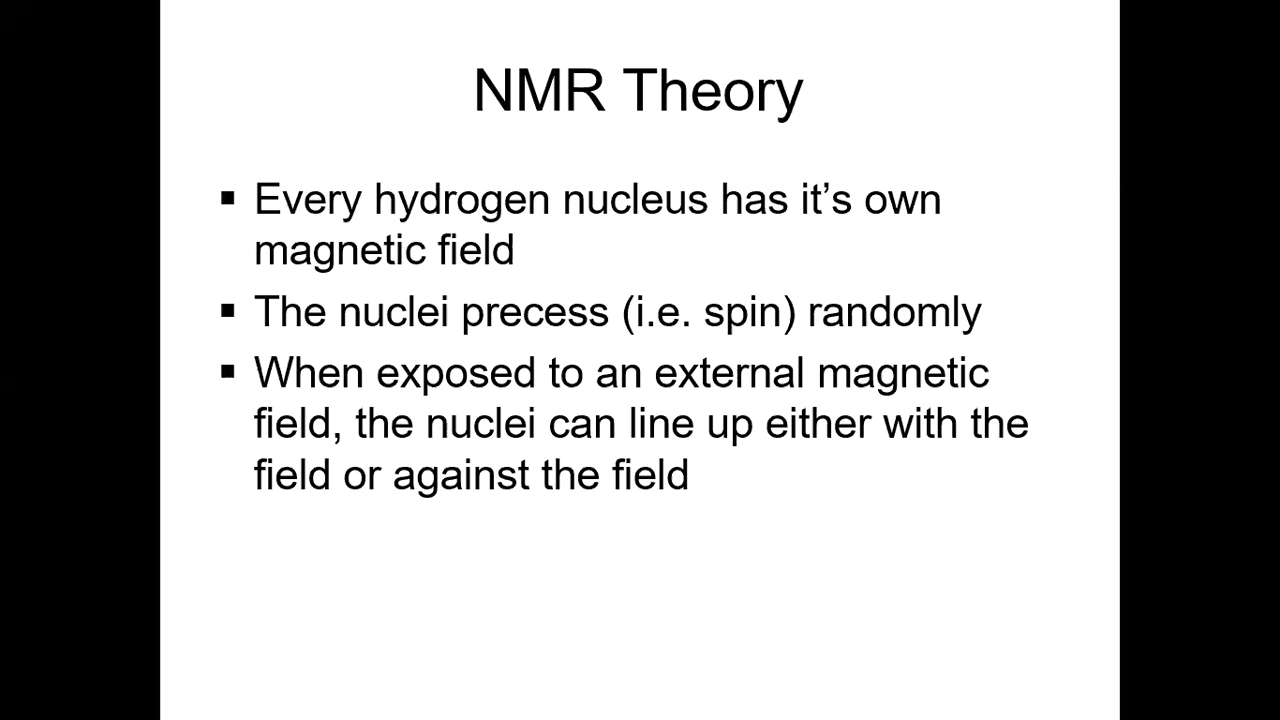 NMR Theory
▪ Every hydrogen nucleus has it’s own
magnetic field
▪ The nuclei precess (i.e. spin) randomly
▪ When exposed to an external magnetic
field, the nuclei can line up either with the
field or against the field